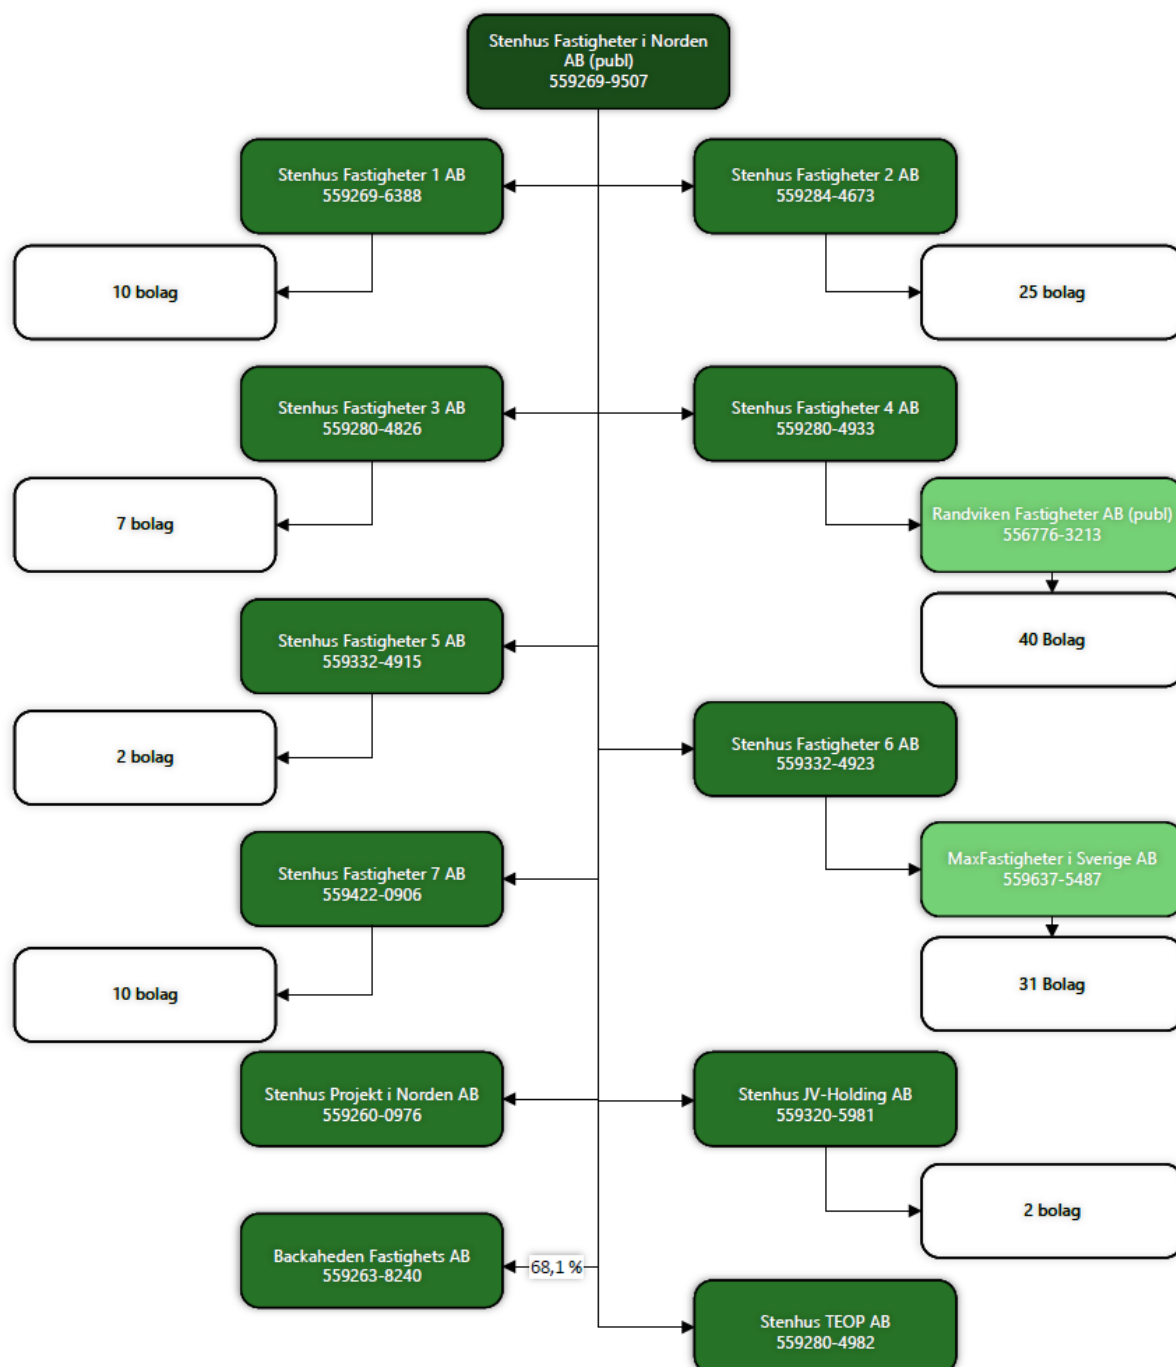 Stenhus Fastigheter i Norden
AB (publ)
559269-9507
Stenhus Fastigheter 1 AB
559269-6388
Stenhus Fastigheter 2 AB
559284-4673
10 bolag
25 bolag
Stenhus Fastigheter 3 AB
559280-4826
Stenhus Fastigheter 4 AB
559280-4933
7 bolag
Randviken Fastigheter AB (publ)
556776-3213
40 Bolag
Stenhus Fastigheter 5 AB
559332-4915
2 bolag
Stenhus Fastigheter 6 AB
559332-4923
Stenhus Fastigheter 7 AB
559422-0906
MaxFastigheter i Sverige AB
559637-5487
10 bolag
31 Bolag
Stenhus Projekt i Norden AB
559260-0976
Stenhus JV-Holding AB
559320-5981
2 bolag
Backaheden Fastighets AB
559263-8240
68,1 %
Stenhus TEOP AB
559280-4982